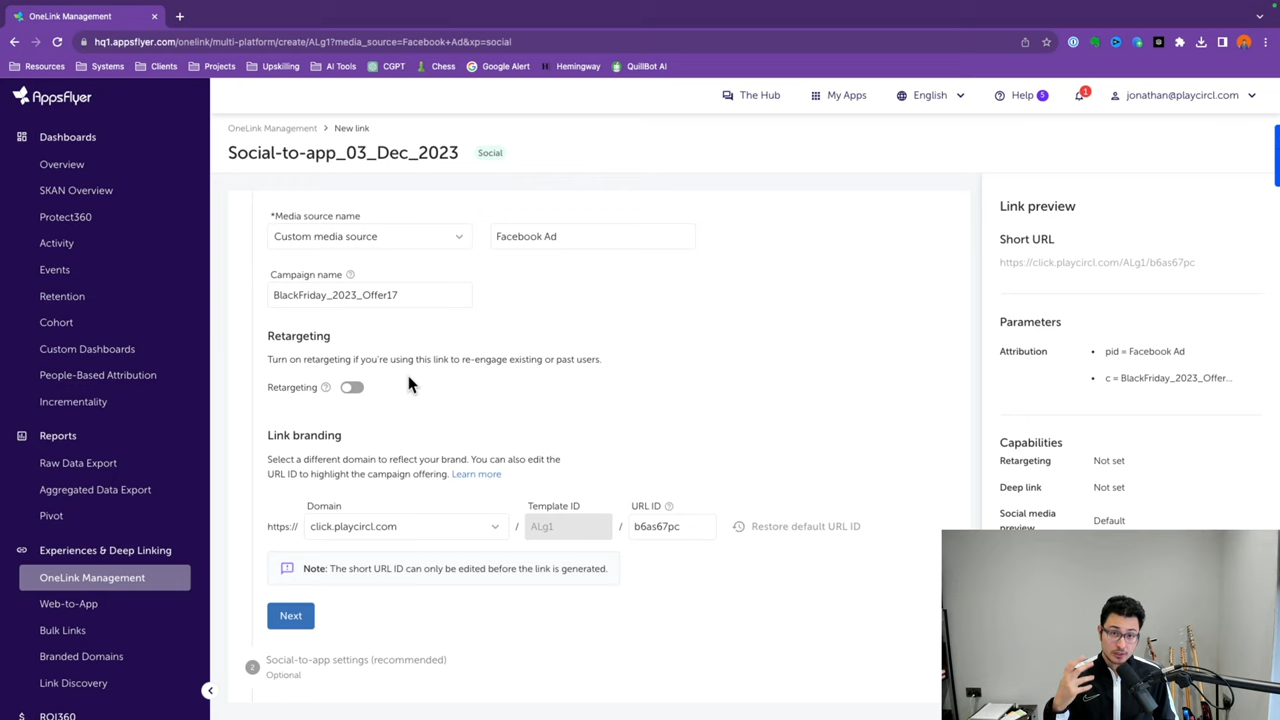 OneLink Management
hq1.appsflyer.com/onelink/multi-platform/create/ALg1?media_source=Facebook+Ad&xp=social
Resources
Systems
Clients
Projects
Upskilling
AI Tools
CGPT
Chess
Google Alert
Hemingway
QuillBot AI
AppsFlyer
The Hub
My Apps
English
Help 5
1
jonathan@playcircl.com
Dashboards
Overview
SKAN Overview
Protect360
Activity
Events
Retention
Cohort
Custom Dashboards
People-Based Attribution
Incrementality
Reports
Raw Data Export
Aggregated Data Export
Pivot
Experiences & Deep Linking
OneLink Management
Web-to-App
Bulk Links
Branded Domains
Link Discovery
ROI360
OneLink Management > New link
Social-to-app_03_Dec_2023 Social
*Media source name
Custom media source
Facebook Ad
Campaign name
BlackFriday_2023_Offer17
Retargeting
Turn on retargeting if you're using this link to re-engage existing or past users.
Retargeting
Link branding
Select a different domain to reflect your brand. You can also edit the
URL ID to highlight the campaign offering. Learn more
Domain Template ID URL ID
https:// click.playcircl.com / ALg1 / b6as67pc Restore default URL ID
Note: The short URL ID can only be edited before the link is generated.
Next
2 Social-to-app settings (recommended)
Optional
Link preview
Short URL
https://click.playcircl.com/ALg1/b6as67pc
Parameters
Attribution
• pid = Facebook Ad
• c = BlackFriday_2023_Offer...
Capabilities
Retargeting Not set
Deep link Not set
Social media
preview Default